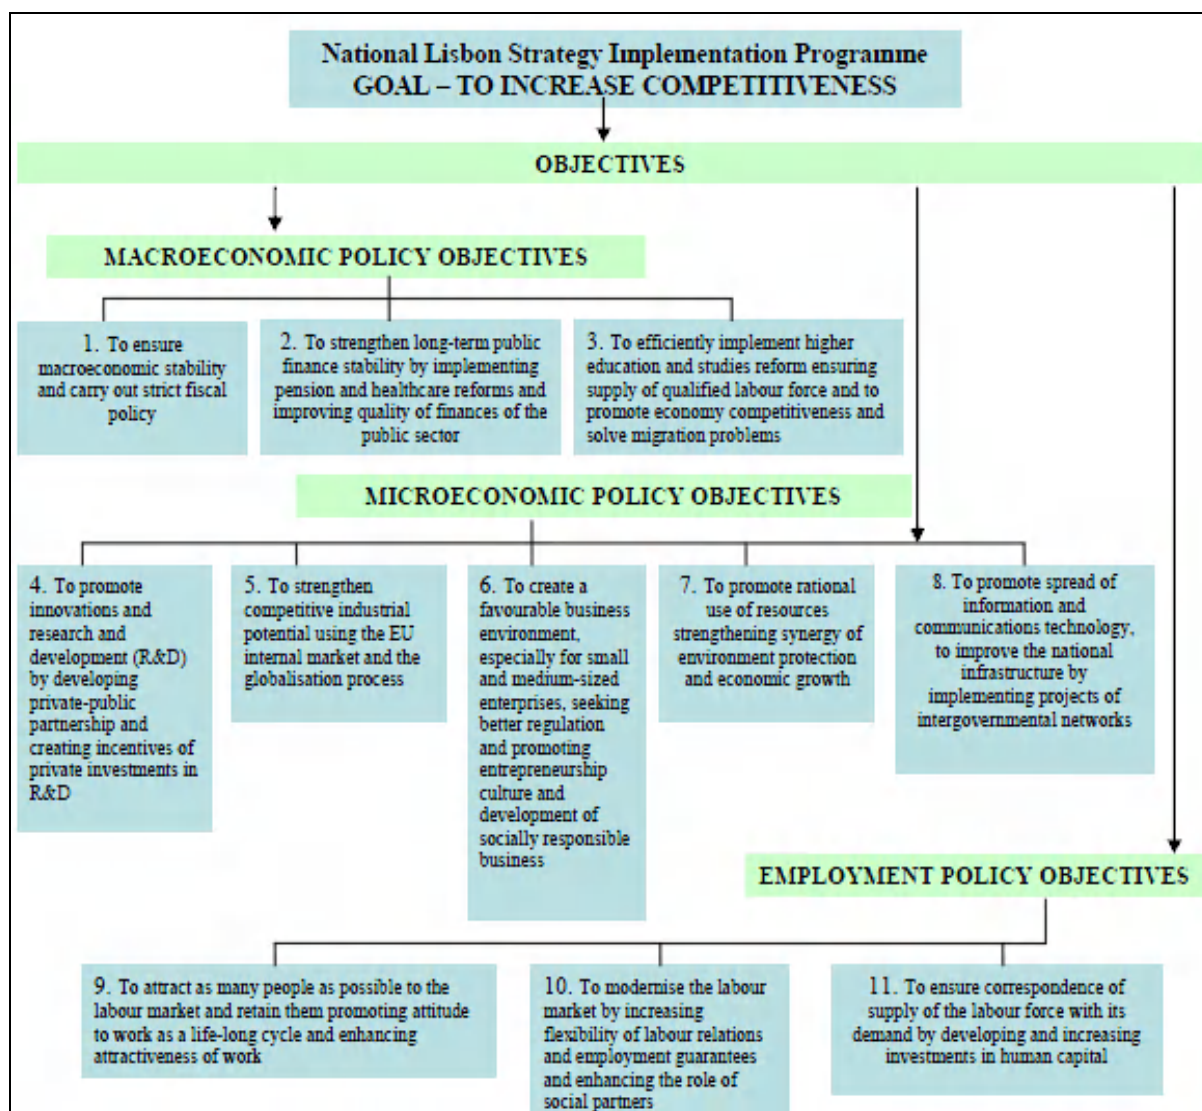 National Lisbon Strategy Implementation Programme
GOAL – TO INCREASE COMPETITIVENESS
OBJECTIVES
MACROECONOMIC POLICY OBJECTIVES
1. To ensure
macroeconomic stability
and carry out strict fiscal
policy
2. To strengthen long-term public
finance stability by implementing
pension and healthcare reforms and
improving quality of finances of the
public sector
3. To efficiently implement higher
education and studies reform ensuring
supply of qualified labour force and to
promote economy competitiveness and
solve migration problems
MICROECONOMIC POLICY OBJECTIVES
4. To promote
innovations and
research and
development (R&D)
by developing
private-public
partnership and
creating incentives of
private investments in
R&D
5. To strengthen
competitive industrial
potential using the EU
internal market and the
globalisation process
6. To create a
favourable business
environment,
especially for small
and medium-sized
enterprises, seeking
better regulation
and promoting
entrepreneurship
culture and
development of
socially responsible
business
7. To promote rational
use of resources
strengthening synergy of
environment protection
and economic growth
8. To promote spread of
information and
communications technology,
to improve the national
infrastructure by
implementing projects of
intergovernmental networks
EMPLOYMENT POLICY OBJECTIVES
9. To attract as many people as possible to the
labour market and retain them promoting attitude
to work as a life-long cycle and enhancing
attractiveness of work
10. To modernise the labour
market by increasing
flexibility of labour relations
and employment guarantees
and enhancing the role of
social partners
11. To ensure correspondence of
supply of the labour force with its
demand by developing and increasing
investments in human capital